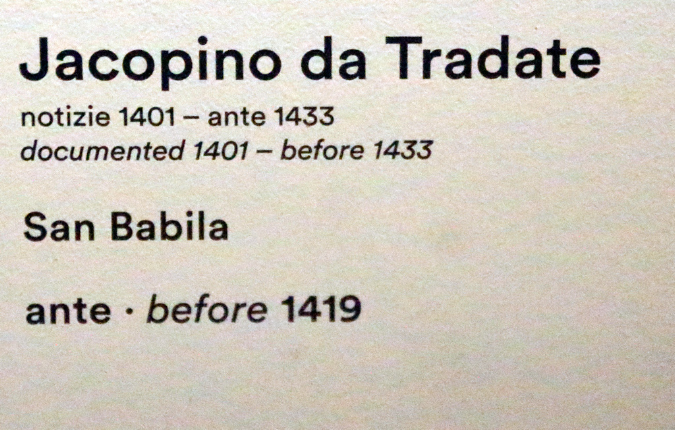 Jacopino da Tradate
notizie 1401 – ante 1433
documented 1401 – before 1433
San Babila
ante · before 1419